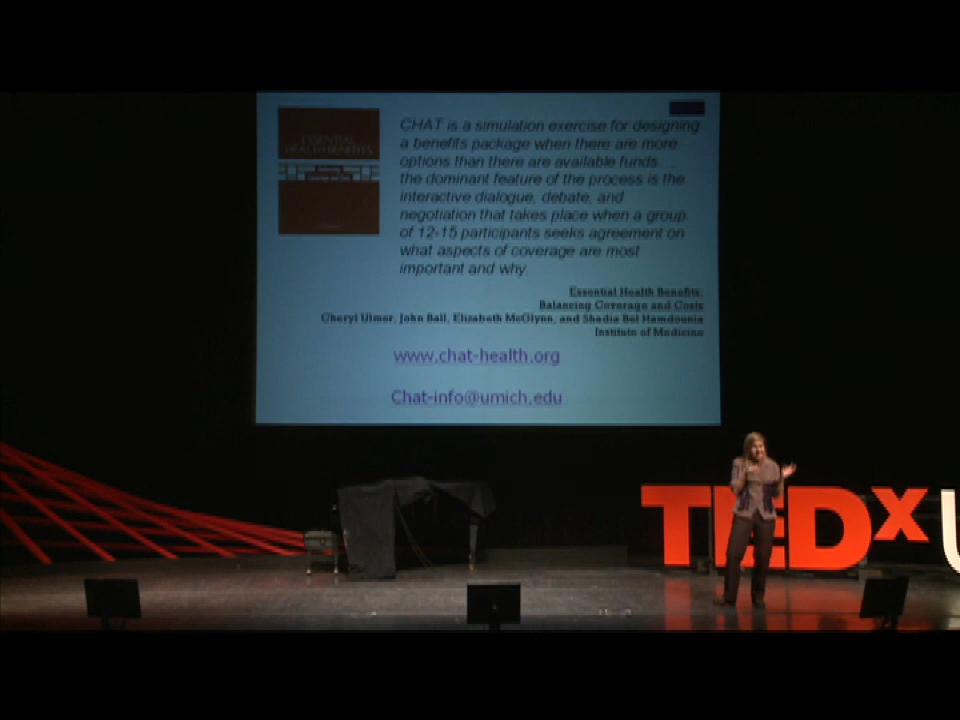 ESSENTIAL
HEALTH BENEFITS
CHAT is a simulation exercise for designing
a benefits package when there are more
options than there are available funds....
the dominant feature of the process is the
interactive dialogue, debate, and
negotiation that takes place when a group
of 12-15 participants seeks agreement on
what aspects of coverage are most
important and why.
Essential Health Benefits:
Balancing Coverage and Costs
Cheryl Ulmer, John Ball, Elizabeth McGlynn, and Shadia Bel Hamdounia
Institute of Medicine
www.chat-health.org
Chat-info@umich.edu
TEDxU